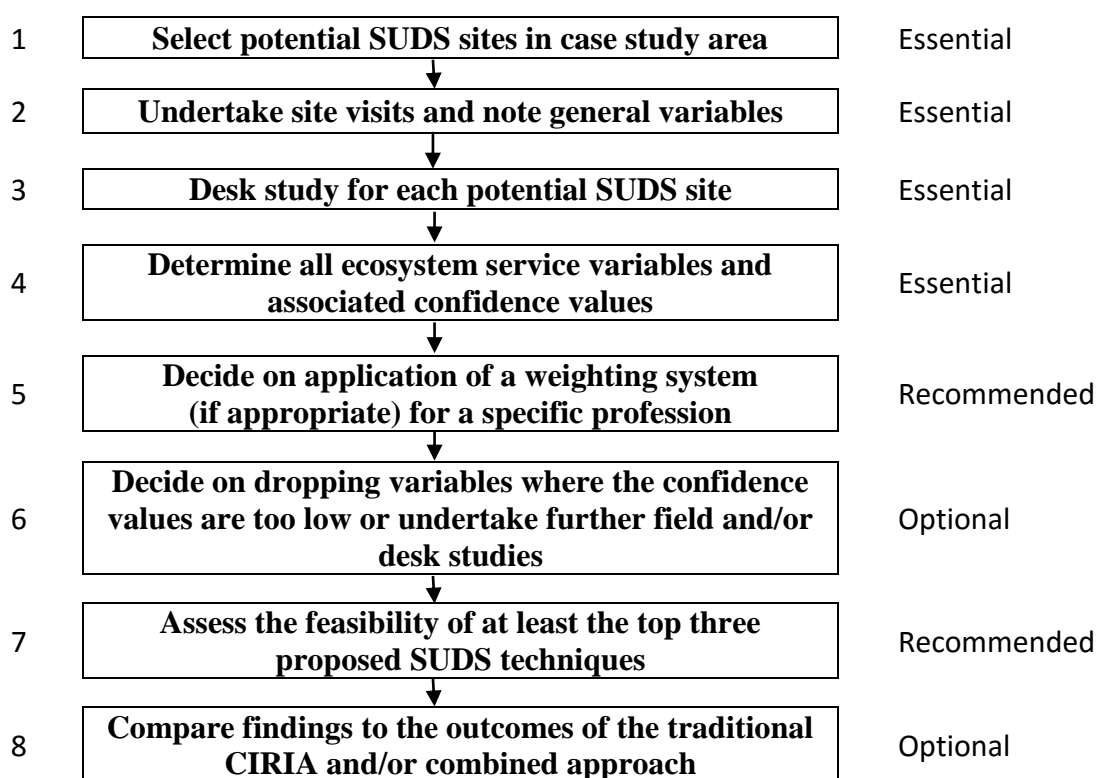 1 Select potential SUDS sites in case study area Essential
2 Undertake site visits and note general variables Essential
3 Desk study for each potential SUDS site Essential
4 Determine all ecosystem service variables and
associated confidence values Essential
5 Decide on application of a weighting system
(if appropriate) for a specific profession Recommended
6 Decide on dropping variables where the confidence
values are too low or undertake further field and/or
desk studies Optional
7 Assess the feasibility of at least the top three
proposed SUDS techniques Recommended
8 Compare findings to the outcomes of the traditional
CIRIA and/or combined approach Optional